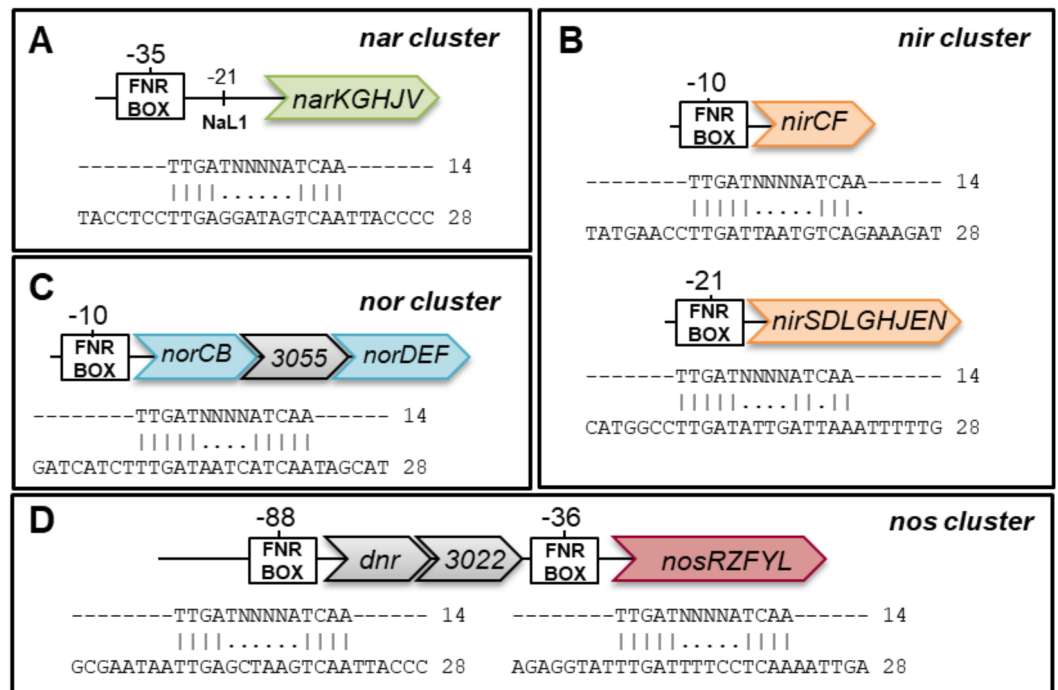 A
nar cluster
-35
FNR
BOX
-21
NaL1
narKGHJV
-------TTGATNNNNATCAA------- 14
||||......||||
TACCTCCTTGAGGATAGTCAATTACCCC 28
B
nir cluster
-10
FNR
BOX
nirCF
--------TTGATNNNNATCAA------ 14
|||||.....|||.
TATGAACCTTGATTAATGTCAGAAAGAT 28
-21
FNR
BOX
nirSDLGHJEN
-------TTGATNNNNATCAA------- 14
|||||....||.||
CATGGCCTTGATATTGATTAAATTTTTG 28
C
nor cluster
-10
FNR
BOX
norCB
3055
norDEF
--------TTGATNNNNATCAA------ 14
|||||....|||||
GATCATCTTTGATAATCATCAATAGCAT 28
D
nos cluster
-88
FNR
BOX
dnr
3022
-36
FNR
BOX
nosRZFYL
--------TTGATNNNNATCAA------ 14
||||......||||
GCGAATAATTGAGCTAAGTCAATTACCC 28
--------TTGATNNNNATCAA------ 14
|||||.....||||
AGAGGTATTTGATTTTCCTCAAAATTGA 28